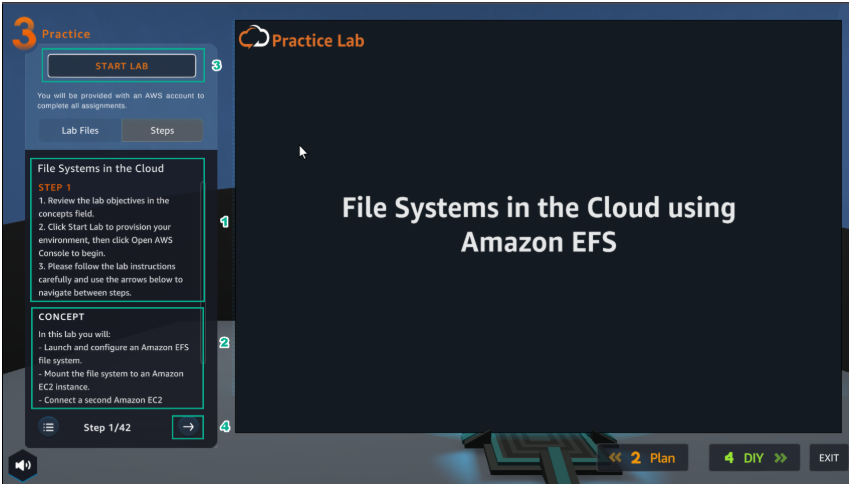 3 Practice
START LAB
3
You will be provided with an AWS account to
complete all assignments.
Lab Files
Steps
File Systems in the Cloud
STEP 1
1. Review the lab objectives in the
concepts field.
2. Click Start Lab to provision your
environment, then click Open AWS
Console to begin.
3. Please follow the lab instructions
carefully and use the arrows below to
navigate between steps.
1
CONCEPT
In this lab you will:
- Launch and configure an Amazon EFS
file system.
- Mount the file system to an Amazon
EC2 instance.
- Connect a second Amazon EC2
2
Step 1/42
4
Practice Lab
File Systems in the Cloud using
Amazon EFS
2 Plan
4 DIY
EXIT